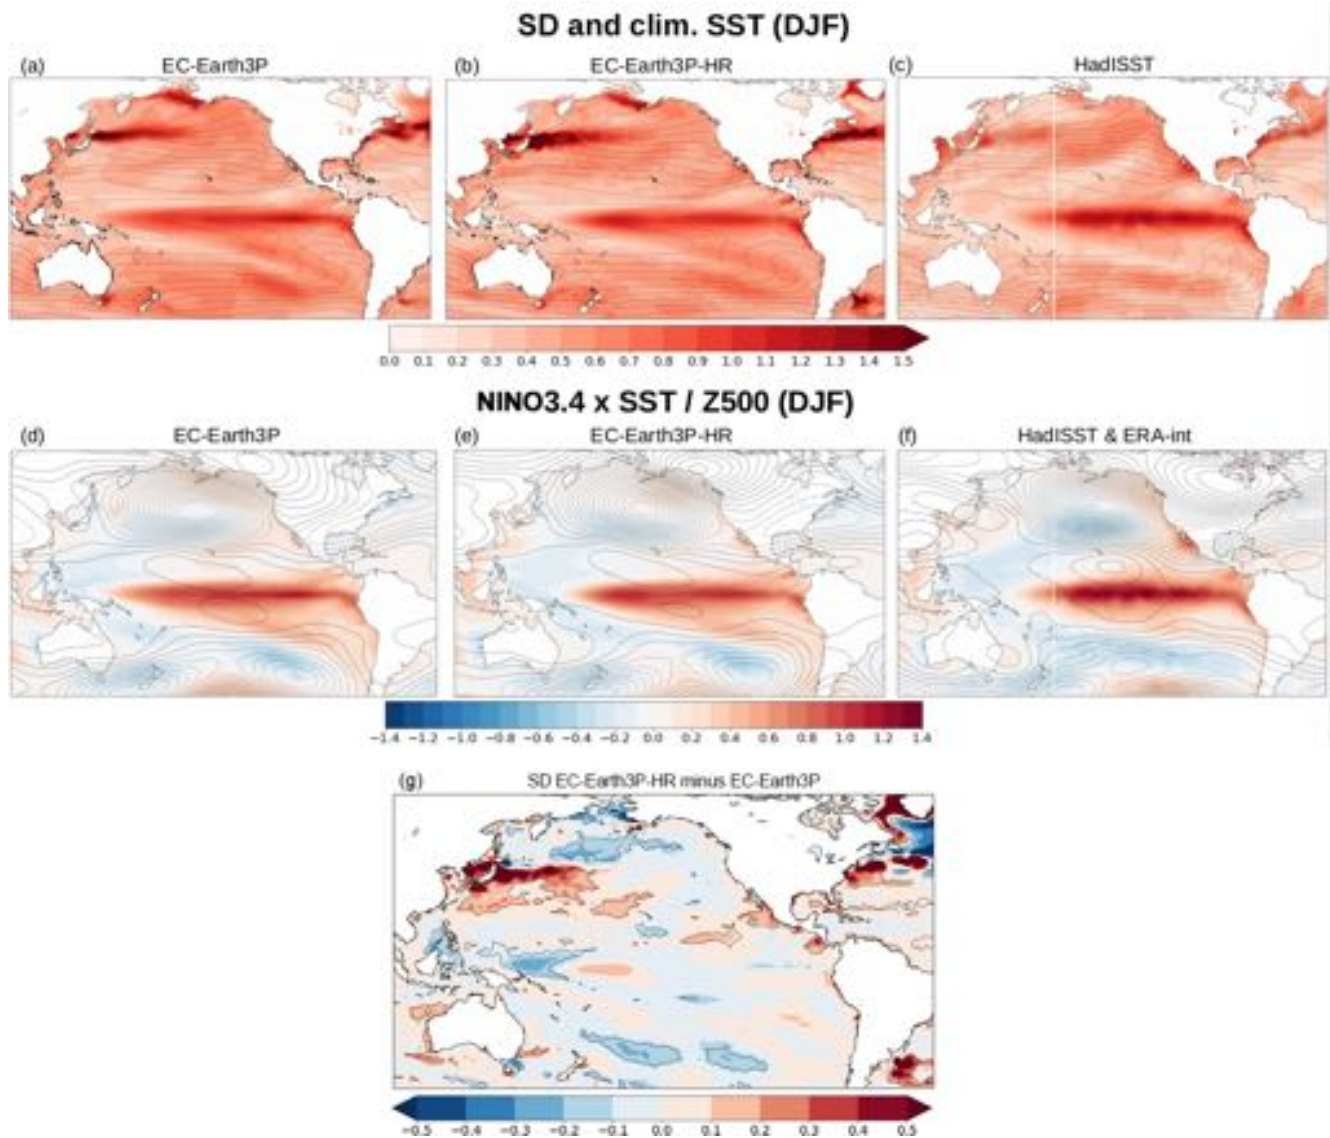 SD and clim. SST (DJF)
(a) EC-Earth3P (b) EC-Earth3P-HR (c) HadISST
0.0 0.1 0.2 0.3 0.4 0.5 0.6 0.7 0.8 0.9 1.0 1.1 1.2 1.3 1.4 1.5
NINO3.4 x SST / Z500 (DJF)
(d) EC-Earth3P (e) EC-Earth3P-HR (f) HadISST & ERA-int
−1.4 −1.2 −1.0 −0.8 −0.6 −0.4 −0.2 0.0 0.2 0.4 0.6 0.8 1.0 1.2 1.4
(g) SD EC-Earth3P-HR minus EC-Earth3P
−0.5 −0.4 −0.3 −0.2 −0.1 0.0 0.1 0.2 0.3 0.4 0.5